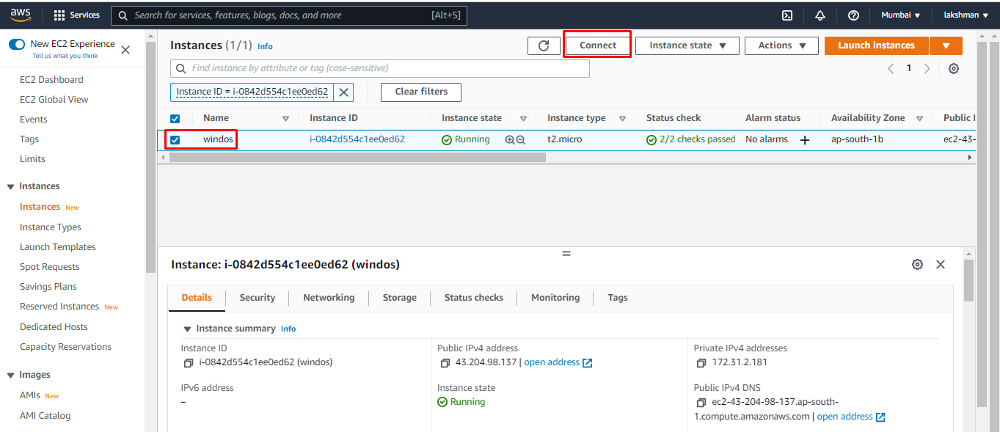 aws Services Search for services, features, blogs, docs, and more [Alt+S] Mumbai ▼ lakshman ▼
New EC2 Experience
Tell us what you think
EC2 Dashboard
EC2 Global View
Events
Tags
Limits
Instances
Instances New
Instance Types
Launch Templates
Spot Requests
Savings Plans
Reserved Instances New
Dedicated Hosts
Capacity Reservations
Images
AMIs New
AMI Catalog
Instances (1/1) Info Connect Instance state ▼ Actions ▼ Launch instances ▼
Find instance by attribute or tag (case-sensitive) 1
Instance ID = i-0842d554c1ee0ed62 Clear filters
Name Instance ID Instance state Instance type Status check Alarm status Availability Zone Public I
windos i-0842d554c1ee0ed62 Running t2.micro 2/2 checks passed No alarms + ap-south-1b ec2-43-
Instance: i-0842d554c1ee0ed62 (windos)
Details Security Networking Storage Status checks Monitoring Tags
Instance summary Info
Instance ID Public IPv4 address Private IPv4 addresses
i-0842d554c1ee0ed62 (windos) 43.204.98.137 | open address 172.31.2.181
IPv6 address Instance state Public IPv4 DNS
– Running ec2-43-204-98-137.ap-south-
1.compute.amazonaws.com | open address